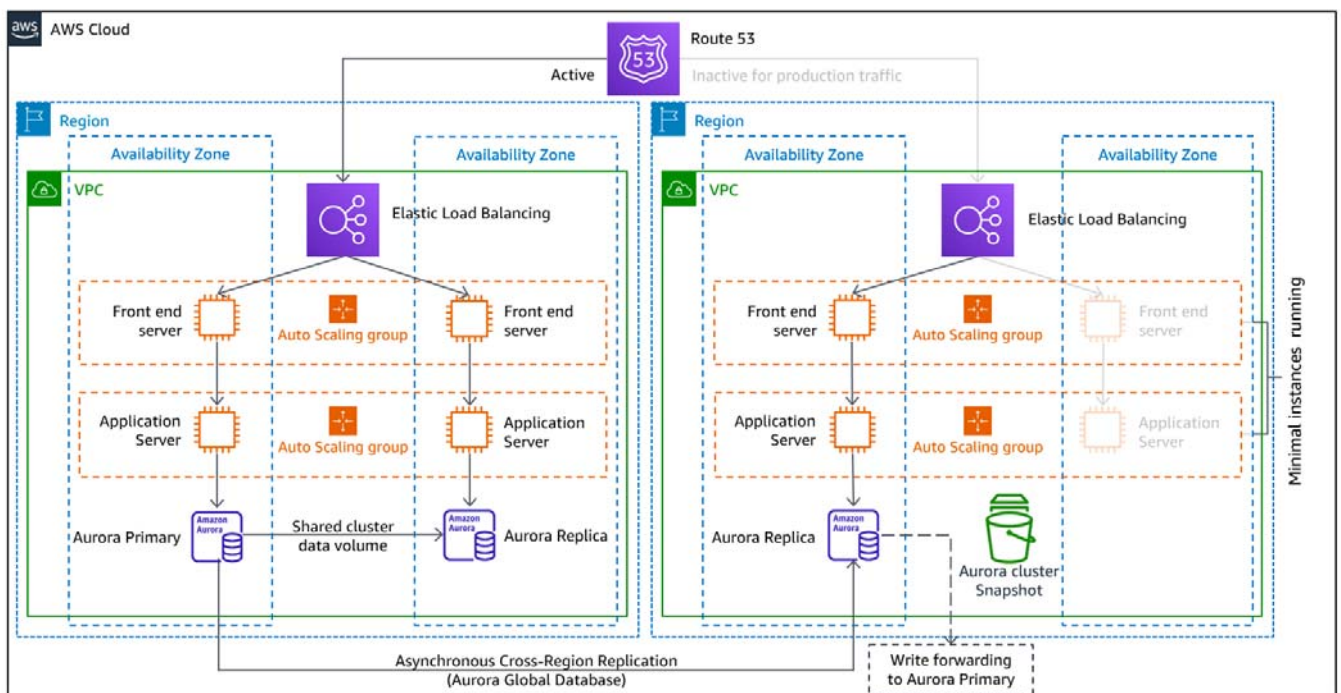 aws
AWS Cloud
Route 53
53
Active
Inactive for production traffic
Region
Availability Zone
Availability Zone
VPC
Elastic Load Balancing
Front end
server
Auto Scaling group
Front end
server
Application
Server
Auto Scaling group
Application
Server
Aurora Primary
Amazon
Aurora
Shared cluster
data volume
Amazon
Aurora
Aurora Replica
Region
Availability Zone
Availability Zone
VPC
Elastic Load Balancing
Front end
server
Auto Scaling group
Front end
server
Application
Server
Auto Scaling group
Application
Server
Minimal instances running
Aurora Replica
Amazon
Aurora
Aurora cluster
Snapshot
Asynchronous Cross-Region Replication
(Aurora Global Database)
Write forwarding
to Aurora Primary